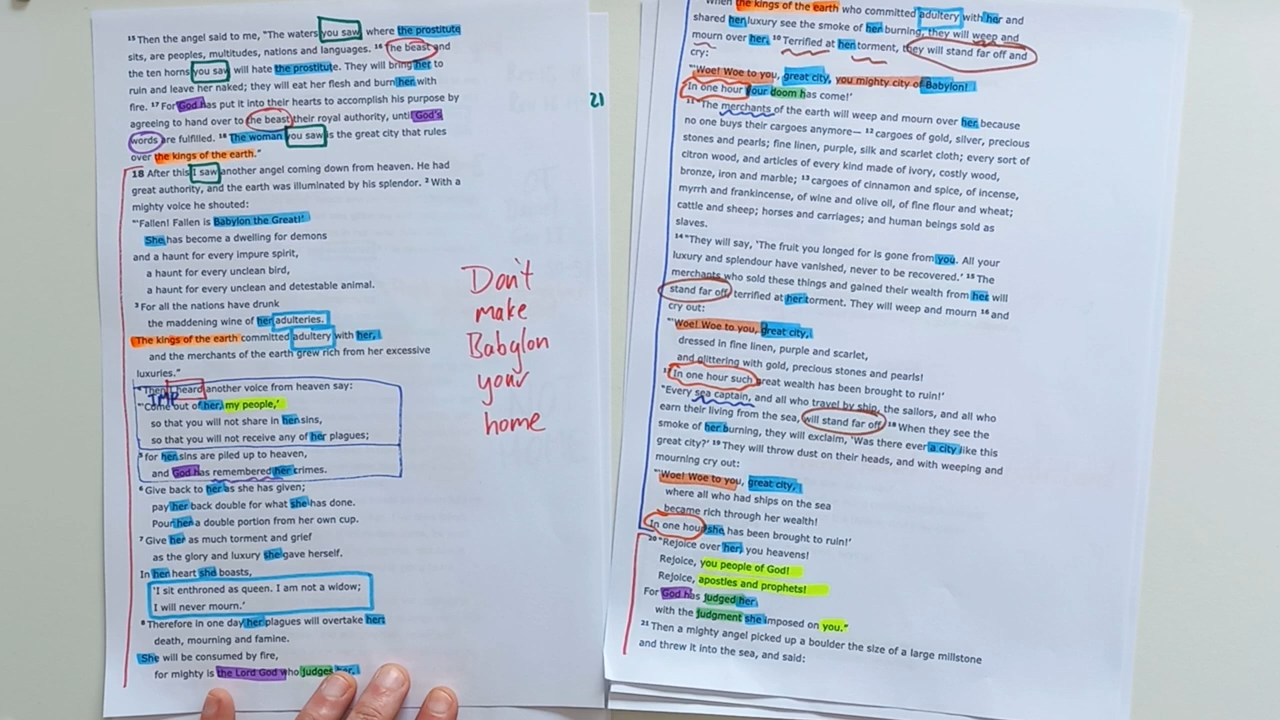 15 Then the angel said to me, "The waters you saw, where the prostitute
sits, are peoples, multitudes, nations and languages. 16 The beast and
the ten horns you saw will hate the prostitute. They will bring her to
ruin and leave her naked; they will eat her flesh and burn her with
fire. 17 For God has put it into their hearts to accomplish his purpose by
agreeing to hand over to the beast their royal authority, until God's
words are fulfilled. 18 The woman you saw is the great city that rules
over the kings of the earth."
18 After this I saw another angel coming down from heaven. He had
great authority, and the earth was illuminated by his splendor. 2 With a
mighty voice he shouted:
"'Fallen! Fallen is Babylon the Great!'
She has become a dwelling for demons
and a haunt for every impure spirit,
a haunt for every unclean bird,
a haunt for every unclean and detestable animal.
3 For all the nations have drunk
the maddening wine of her adulteries.
The kings of the earth committed adultery with her,
and the merchants of the earth grew rich from her excessive
luxuries."
4 Then I heard another voice from heaven say:
IMP
"'Come out of her, my people,'
so that you will not share in her sins,
so that you will not receive any of her plagues;
5 for her sins are piled up to heaven,
and God has remembered her crimes.
6 Give back to her as she has given;
pay her back double for what she has done.
Pour her a double portion from her own cup.
7 Give her as much torment and grief
as the glory and luxury she gave herself.
In her heart she boasts,
'I sit enthroned as queen. I am not a widow;
I will never mourn.'
8 Therefore in one day her plagues will overtake her:
death, mourning and famine.
She will be consumed by fire,
for mighty is the Lord God who judges her.
Don't
make
Babylon
your
home
21
When the kings of the earth who committed adultery with her and
shared her luxury see the smoke of her burning, they will weep and
mourn over her. 10 Terrified at her torment, they will stand far off and
cry:
"'Woe! Woe to you, great city, you mighty city of Babylon!
In one hour your doom has come!'
11 "The merchants of the earth will weep and mourn over her because
no one buys their cargoes anymore— 12 cargoes of gold, silver, precious
stones and pearls; fine linen, purple, silk and scarlet cloth; every sort of
citron wood, and articles of every kind made of ivory, costly wood,
bronze, iron and marble; 13 cargoes of cinnamon and spice, of incense,
myrrh and frankincense, of wine and olive oil, of fine flour and wheat;
cattle and sheep; horses and carriages; and human beings sold as
slaves.
14 "They will say, 'The fruit you longed for is gone from you. All your
luxury and splendour have vanished, never to be recovered.' 15 The
merchants who sold these things and gained their wealth from her will
stand far off, terrified at her torment. They will weep and mourn 16 and
cry out:
"'Woe! Woe to you, great city,
dressed in fine linen, purple and scarlet,
and glittering with gold, precious stones and pearls!
17 In one hour such great wealth has been brought to ruin!'
"Every sea captain, and all who travel by ship, the sailors, and all who
earn their living from the sea, will stand far off. 18 When they see the
smoke of her burning, they will exclaim, 'Was there ever a city like this
great city?' 19 They will throw dust on their heads, and with weeping and
mourning cry out:
"'Woe! Woe to you, great city,
where all who had ships on the sea
became rich through her wealth!
In one hour she has been brought to ruin!'
20 "Rejoice over her, you heavens!
Rejoice, you people of God!
Rejoice, apostles and prophets!
For God has judged her
with the judgment she imposed on you."
21 Then a mighty angel picked up a boulder the size of a large millstone
and threw it into the sea, and said: